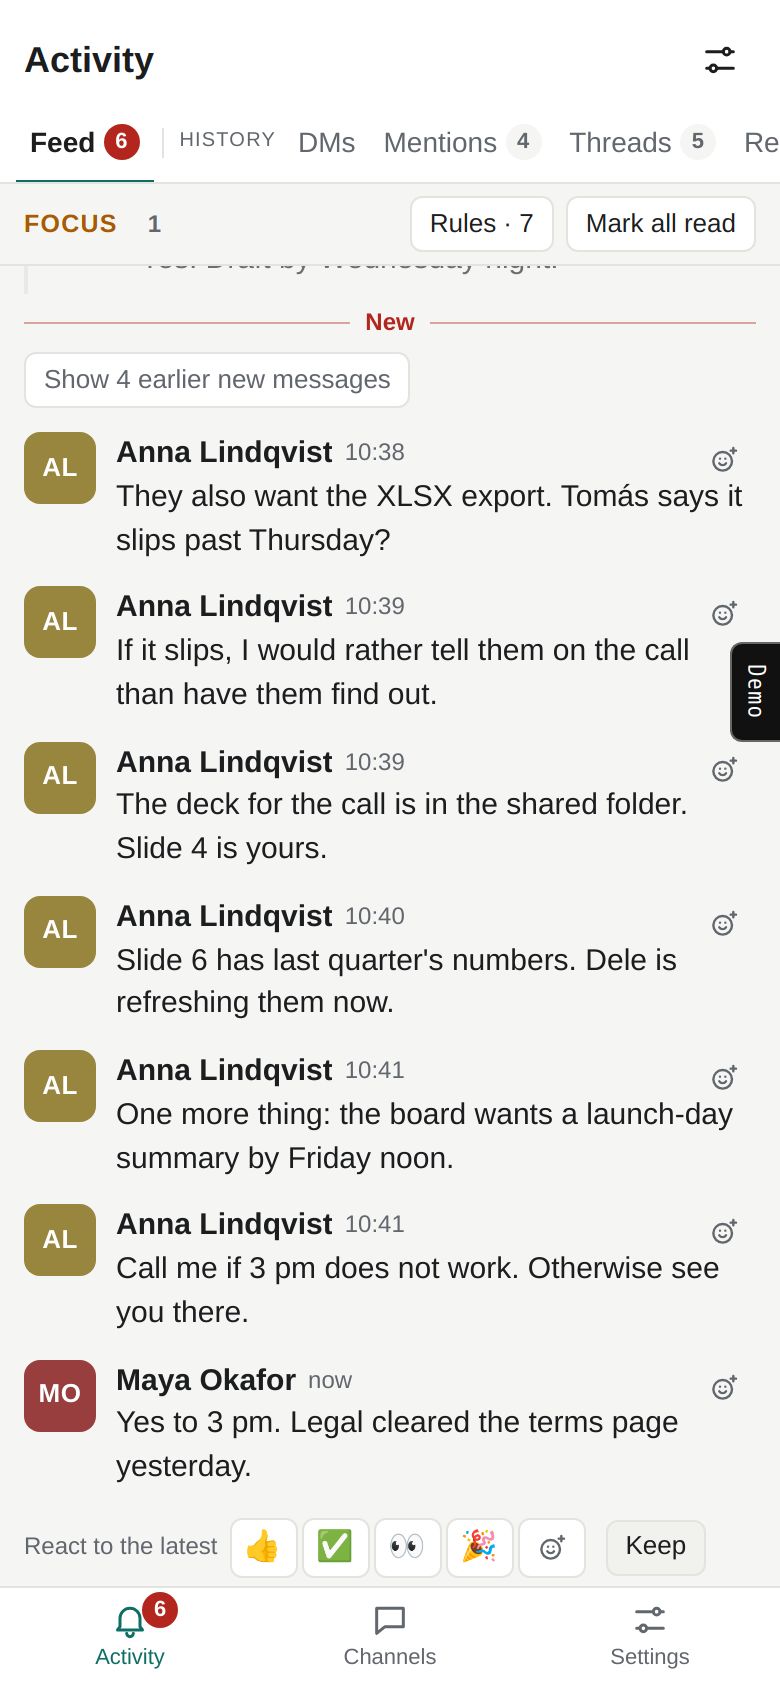 Activity
Feed 6 HISTORY DMs Mentions 4 Threads 5 Re
FOCUS 1 Rules · 7 Mark all read
Yes! Draft by Wednesday night.
New
Show 4 earlier new messages
AL Anna Lindqvist 10:38
They also want the XLSX export. Tomás says it
slips past Thursday?
AL Anna Lindqvist 10:39
If it slips, I would rather tell them on the call
than have them find out.
Demo
AL Anna Lindqvist 10:39
The deck for the call is in the shared folder.
Slide 4 is yours.
AL Anna Lindqvist 10:40
Slide 6 has last quarter's numbers. Dele is
refreshing them now.
AL Anna Lindqvist 10:41
One more thing: the board wants a launch-day
summary by Friday noon.
AL Anna Lindqvist 10:41
Call me if 3 pm does not work. Otherwise see
you there.
MO Maya Okafor now
Yes to 3 pm. Legal cleared the terms page
yesterday.
React to the latest 👍 ✅ 👀 🎉 Keep
6
Activity Channels Settings